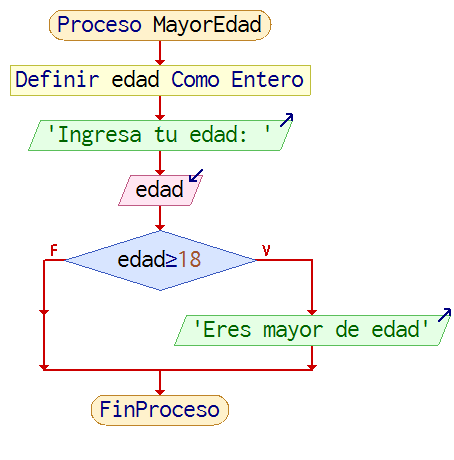 Proceso MayorEdad
Definir edad Como Entero
'Ingresa tu edad: '
edad
F
V
edad≥18
'Eres mayor de edad'
FinProceso